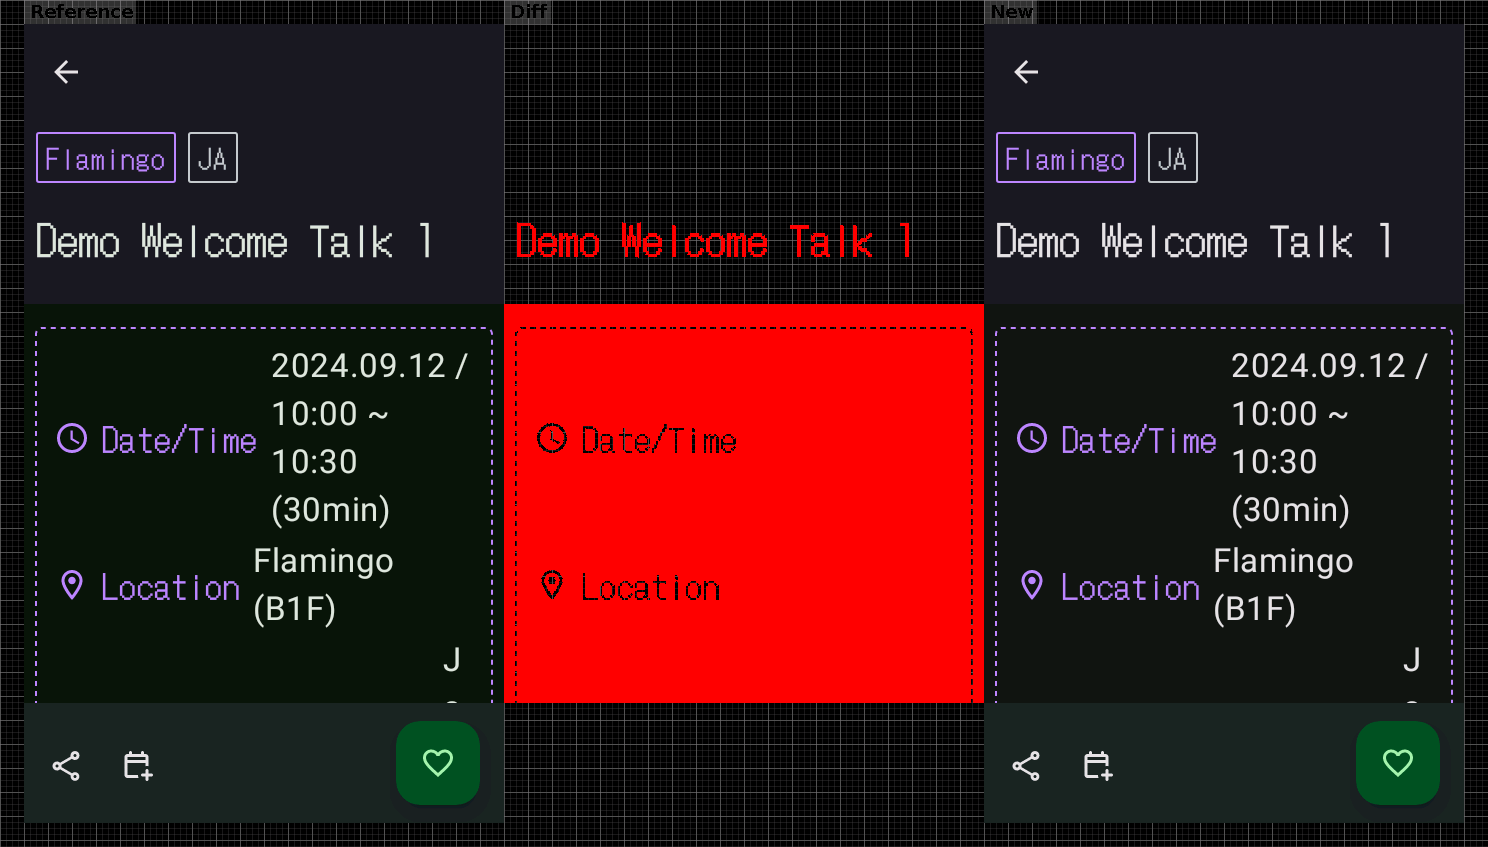 Reference
Diff
New
Flamingo JA
Demo Welcome Talk 1
Date/Time
2024.09.12 /
10:00 ~
10:30
(30min)
Location
Flamingo
(B1F)
J
Demo Welcome Talk 1
Date/Time
Location
Flamingo JA
Demo Welcome Talk 1
Date/Time
2024.09.12 /
10:00 ~
10:30
(30min)
Location
Flamingo
(B1F)
J